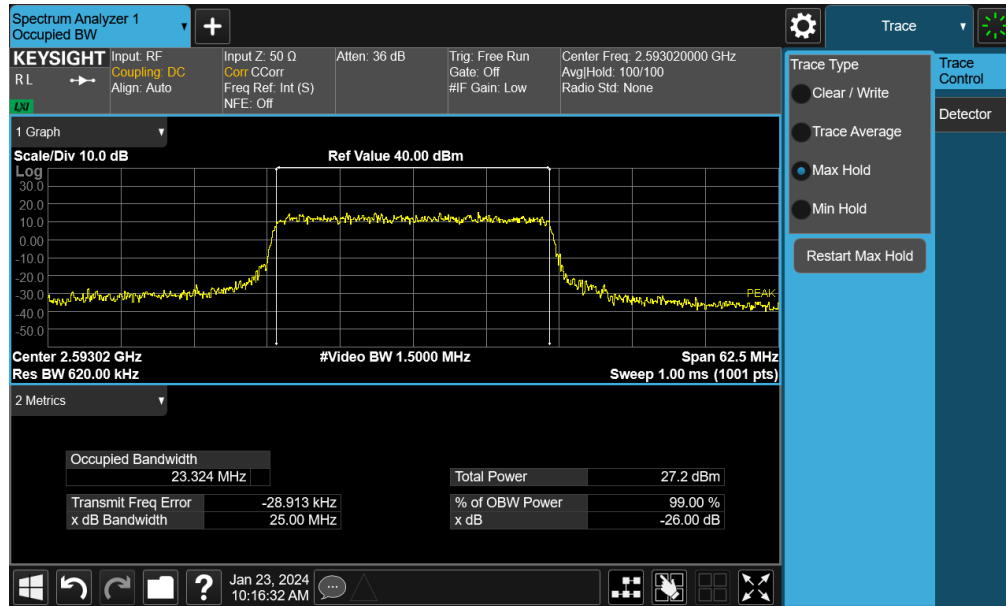 Spectrum Analyzer 1
Occupied BW
Trace
KEYSIGHT
R L
LXI
Input: RF
Coupling: DC
Align: Auto
Input Z: 50 Ω
Corr CCorr
Freq Ref: Int (S)
NFE: Off
Atten: 36 dB
Trig: Free Run
Gate: Off
#IF Gain: Low
Center Freq: 2.593020000 GHz
Avg|Hold: 100/100
Radio Std: None
Trace Type
Clear / Write
Trace Average
Max Hold
Min Hold
Restart Max Hold
Trace
Control
Detector
1 Graph
Scale/Div 10.0 dB
Ref Value 40.00 dBm
Log
30.0
20.0
10.0
0.00
-10.0
-20.0
-30.0
-40.0
-50.0
PEAK
Center 2.59302 GHz
#Video BW 1.5000 MHz
Span 62.5 MHz
Res BW 620.00 kHz
Sweep 1.00 ms (1001 pts)
2 Metrics
Occupied Bandwidth
23.324 MHz
Total Power 27.2 dBm
Transmit Freq Error -28.913 kHz
% of OBW Power 99.00 %
x dB Bandwidth 25.00 MHz
x dB -26.00 dB
?
Jan 23, 2024
10:16:32 AM